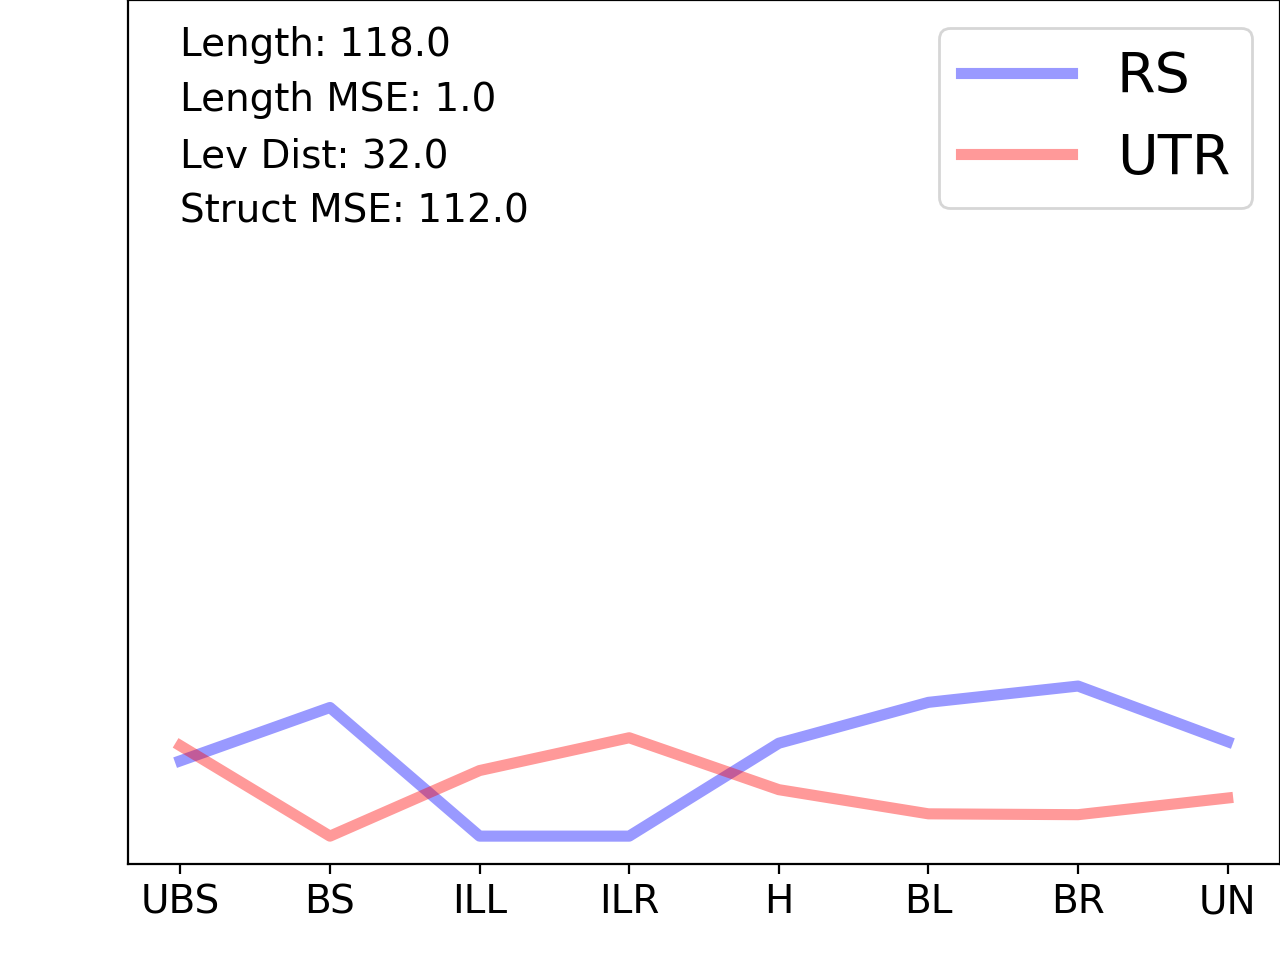 Length: 118.0
Length MSE: 1.0
Lev Dist: 32.0
Struct MSE: 112.0
RS
UTR
UBS BS ILL ILR H BL BR UN